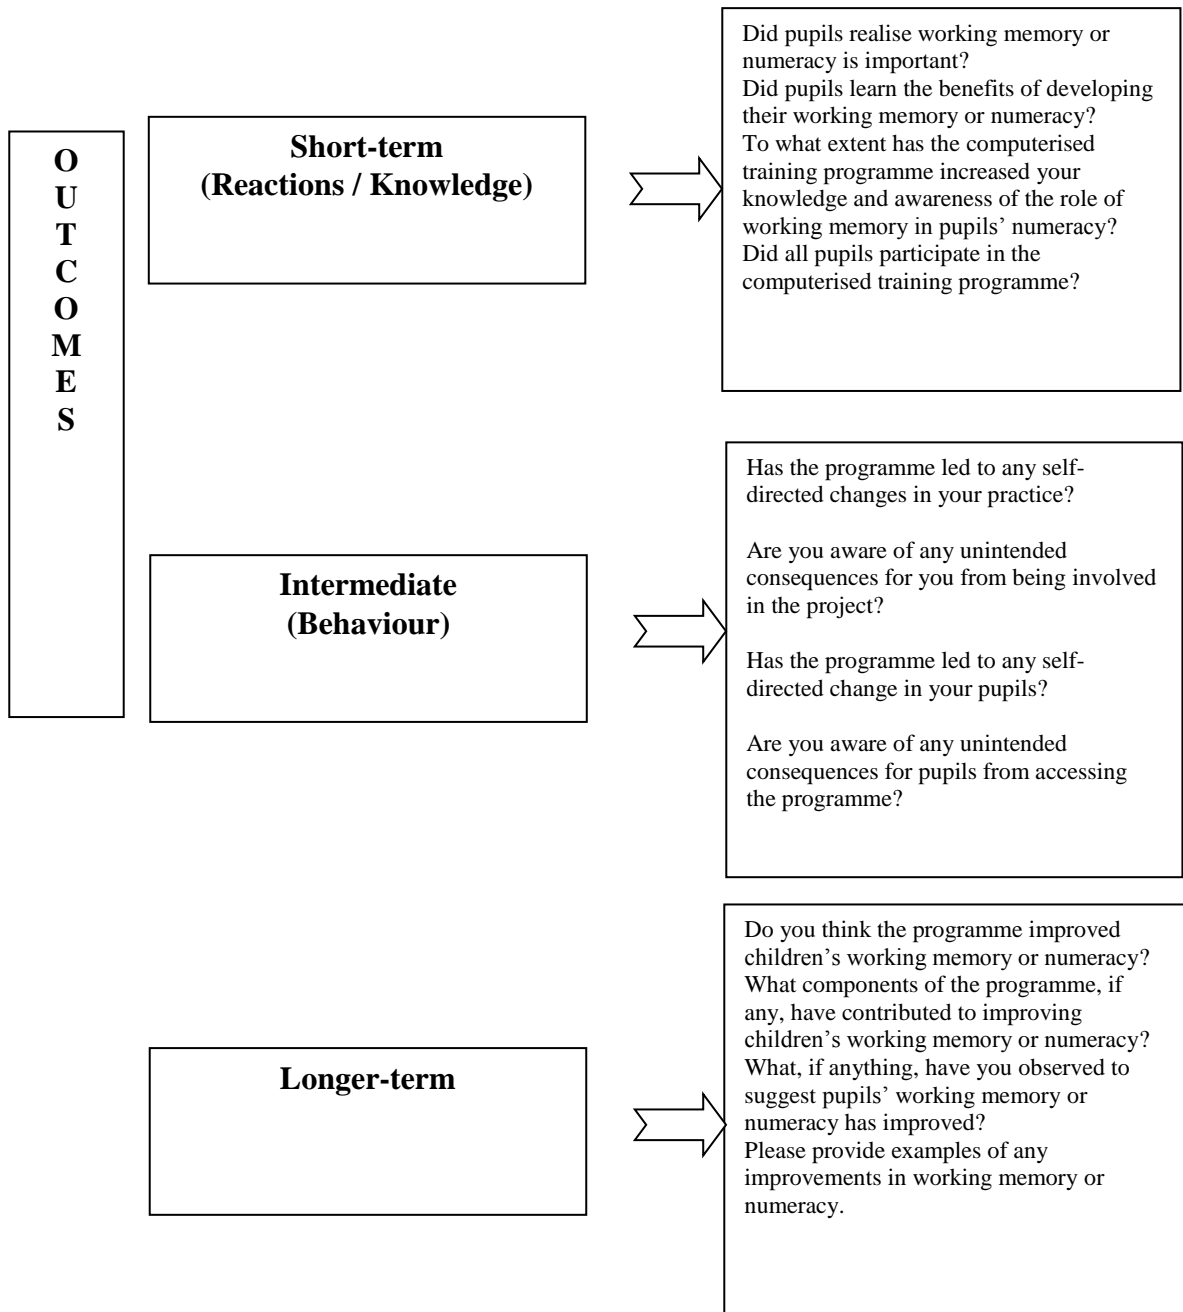 O
U
T
C
O
M
E
S
Short-term
(Reactions / Knowledge)
Did pupils realise working memory or
numeracy is important?
Did pupils learn the benefits of developing
their working memory or numeracy?
To what extent has the computerised
training programme increased your
knowledge and awareness of the role of
working memory in pupils’ numeracy?
Did all pupils participate in the
computerised training programme?
Intermediate
(Behaviour)
Has the programme led to any self-
directed changes in your practice?
Are you aware of any unintended
consequences for you from being involved
in the project?
Has the programme led to any self-
directed change in your pupils?
Are you aware of any unintended
consequences for pupils from accessing
the programme?
Longer-term
Do you think the programme improved
children’s working memory or numeracy?
What components of the programme, if
any, have contributed to improving
children’s working memory or numeracy?
What, if anything, have you observed to
suggest pupils’ working memory or
numeracy has improved?
Please provide examples of any
improvements in working memory or
numeracy.